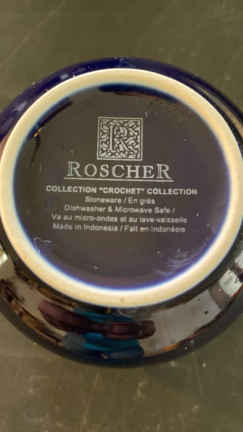 R
ROSCHER
COLLECTION "CROCHET" COLLECTION
Stoneware / En grès
Dishwasher & Microwave Safe /
Va au micro-ondes et au lave-vaisselle
Made in Indonesia / Fait en Indonésie